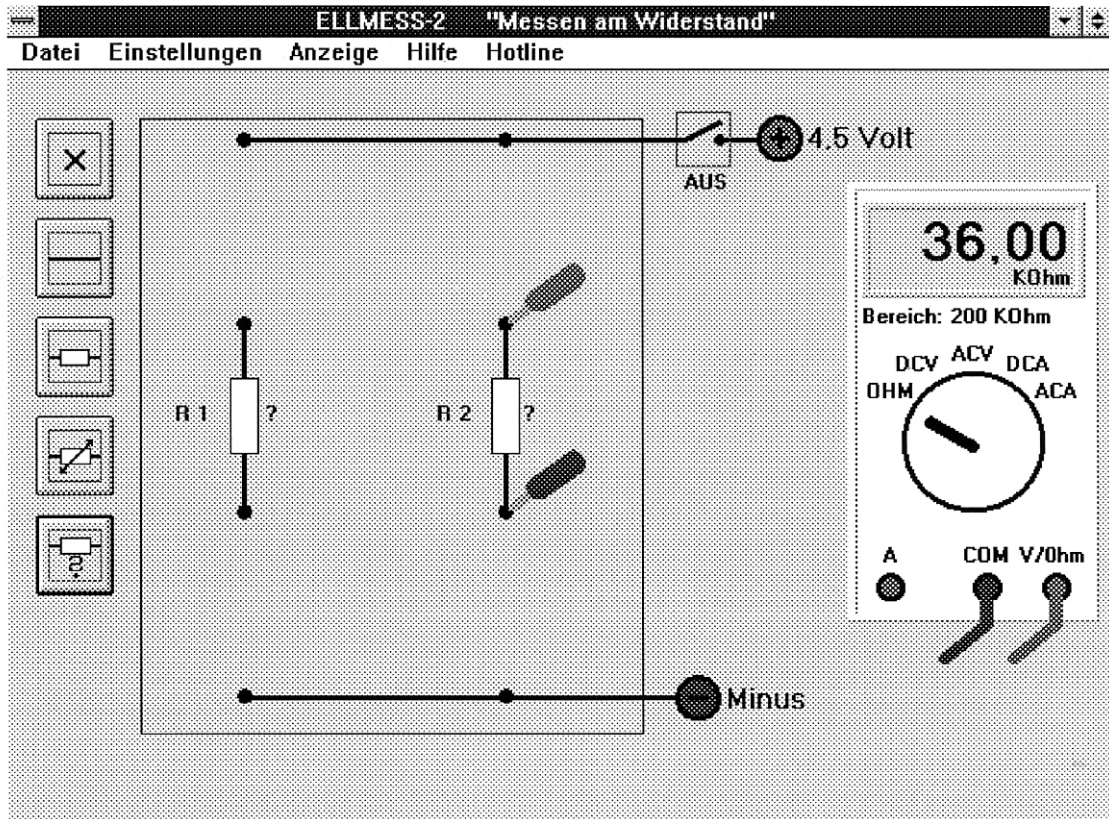 ELLMESS-2 "Messen am Widerstand"
Datei Einstellungen Anzeige Hilfe Hotline
4.5 Volt
AUS
36,00
KOhm
Bereich: 200 KOhm
OHM DCV ACV DCA ACA
R 1 ?
R 2 ?
?
A COM V/Ohm
Minus